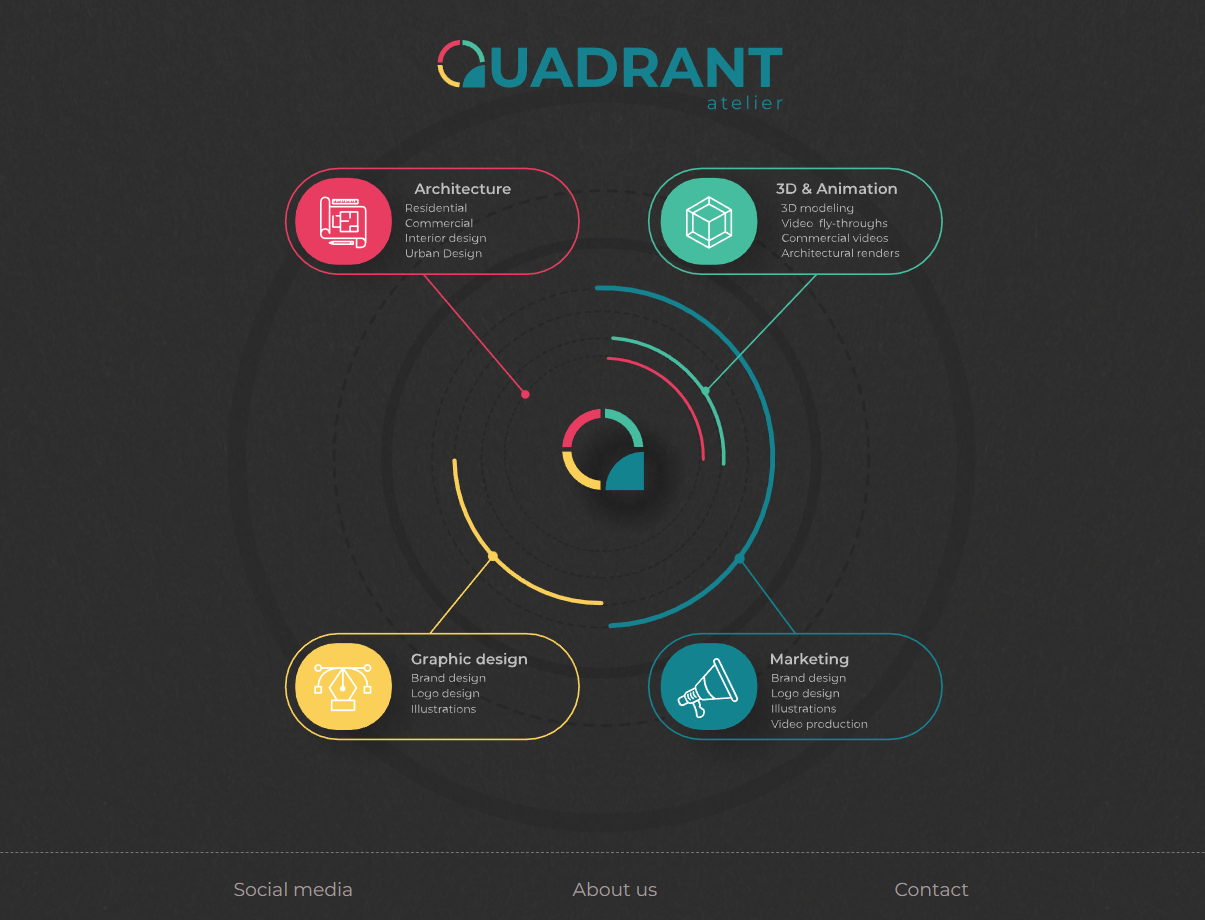 QUADRANT
atelier
Architecture
Residential
Commercial
Interior design
Urban Design
3D & Animation
3D modeling
Video fly-throughs
Commercial videos
Architectural renders
Graphic design
Brand design
Logo design
Illustrations
Marketing
Brand design
Logo design
Illustrations
Video production
Social media
About us
Contact